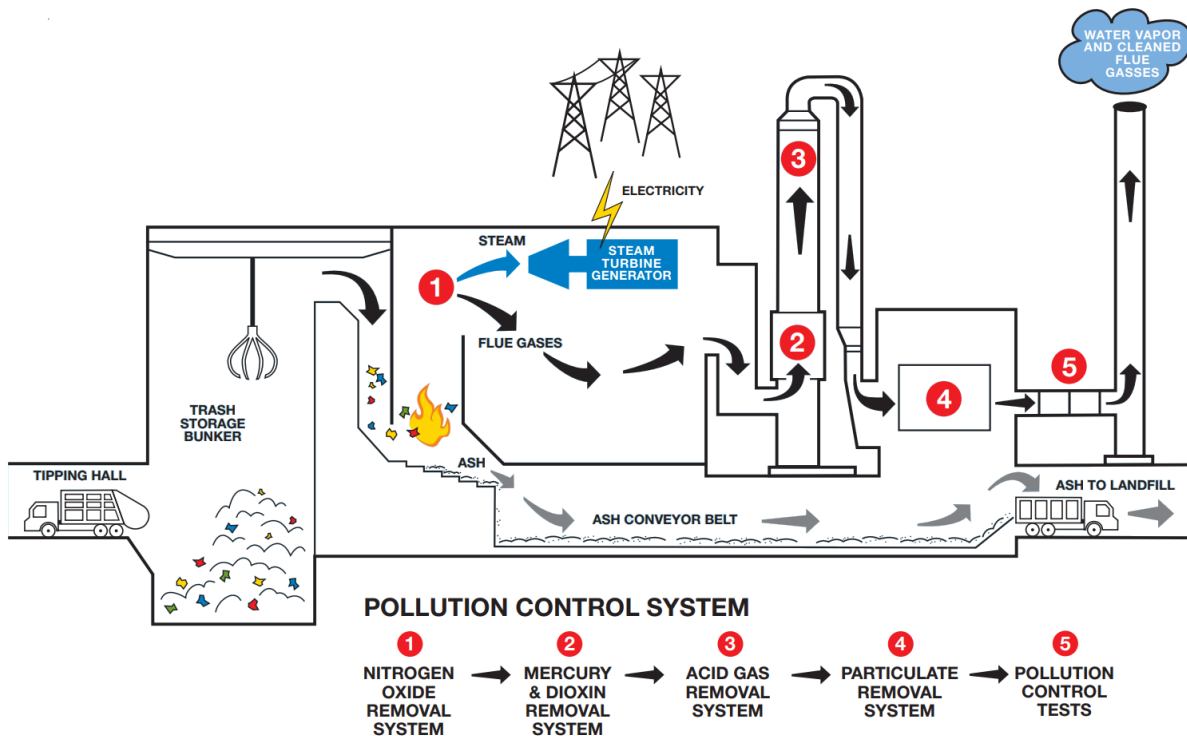 WATER VAPOR
AND CLEANED
FLUE
GASSES
3
ELECTRICITY
STEAM
STEAM
TURBINE
GENERATOR
1
FLUE GASES
2
5
4
TRASH
STORAGE
BUNKER
ASH
TIPPING HALL
ASH TO LANDFILL
ASH CONVEYOR BELT
POLLUTION CONTROL SYSTEM
1
NITROGEN
OXIDE
REMOVAL
SYSTEM
2
MERCURY
& DIOXIN
REMOVAL
SYSTEM
3
ACID GAS
REMOVAL
SYSTEM
4
PARTICULATE
REMOVAL
SYSTEM
5
POLLUTION
CONTROL
TESTS